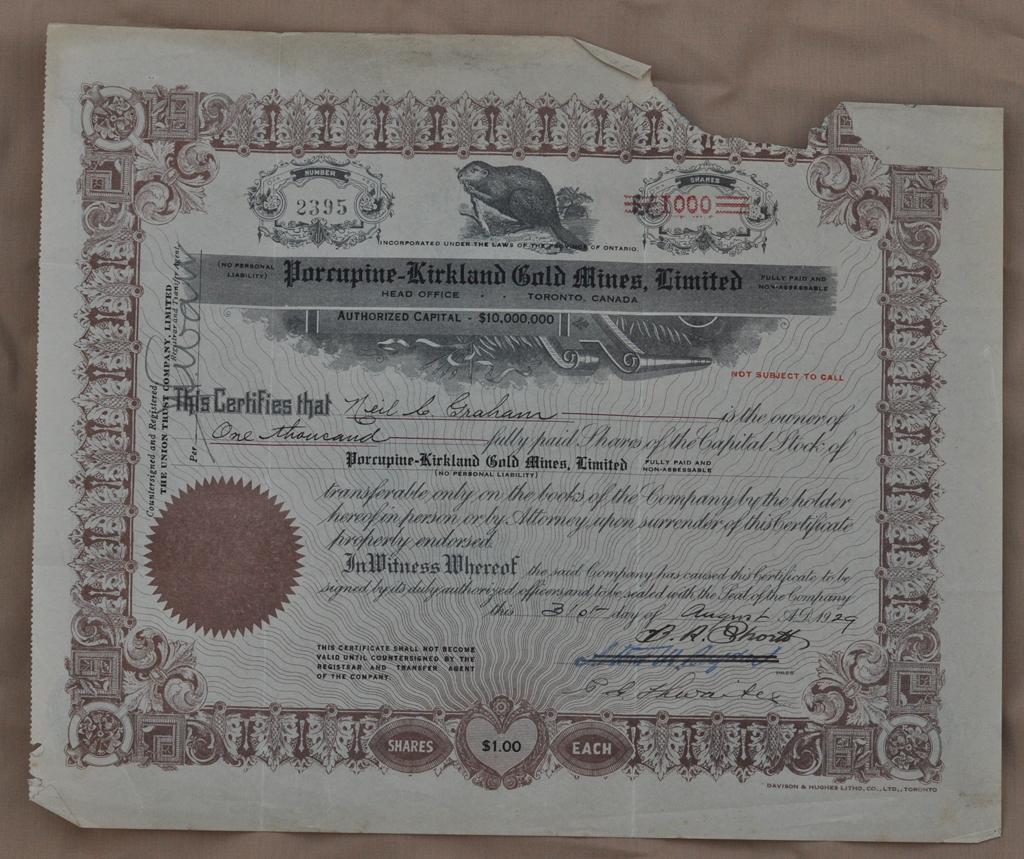 NUMBER
2395
SHARES
1000
INCORPORATED UNDER THE LAWS OF THE PROVINCE OF ONTARIO.
(NO PERSONAL LIABILITY)
Porcupine-Kirkland Gold Mines, Limited
FULLY PAID AND NON-ASSESSABLE
HEAD OFFICE · · TORONTO, CANADA
AUTHORIZED CAPITAL - $10,000,000
NOT SUBJECT TO CALL
Countersigned and Registered
THE UNION TRUST COMPANY, LIMITED
Registrar and Transfer Agent
Per
This Certifies that Neil C. Graham is the owner of
One thousand fully paid Shares of the Capital Stock of
Porcupine-Kirkland Gold Mines, Limited FULLY PAID AND NON-ASSESSABLE
(NO PERSONAL LIABILITY)
transferable only on the books of the Company by the holder
hereof in person or by Attorney, upon surrender of this Certificate
properly endorsed.
In Witness Whereof the said Company has caused this Certificate to be
signed by its duly authorized officers and to be sealed with the Seal of the Company
this 31st day of August A.D. 1929
THIS CERTIFICATE SHALL NOT BECOME
VALID UNTIL COUNTERSIGNED BY THE
REGISTRAR AND TRANSFER AGENT
OF THE COMPANY.
SHARES $1.00 EACH
DAVISON & HUGHES LITHO. CO., LTD., TORONTO